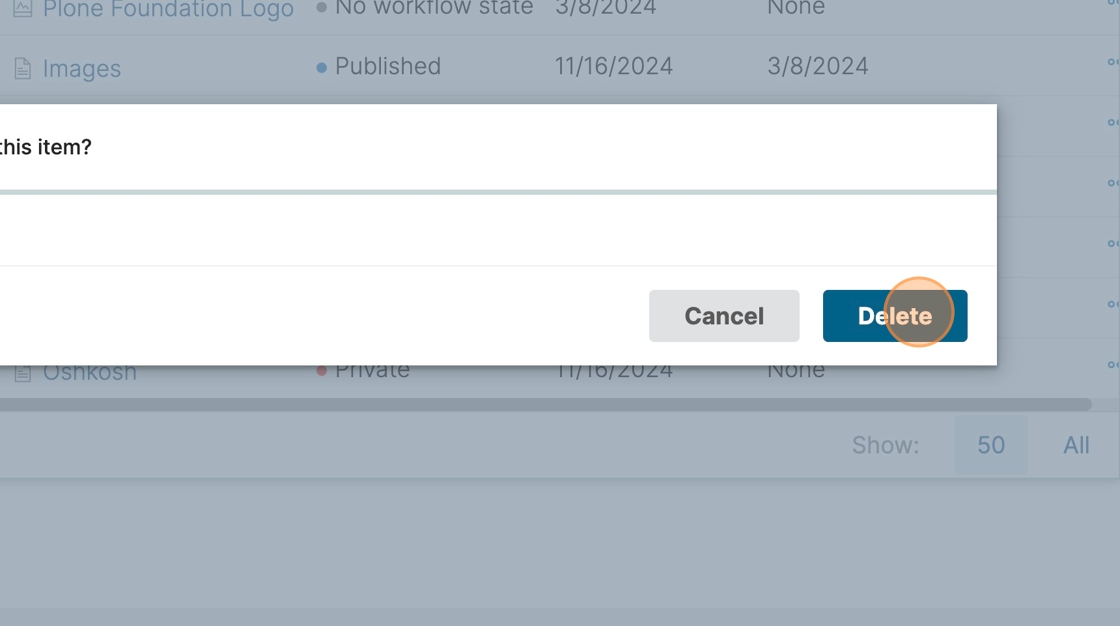 Plone Foundation Logo No workflow state 3/8/2024 None
Images Published 11/16/2024 3/8/2024
this item?
Cancel Delete
Oshkosh Private 11/16/2024 None
Show: 50 All